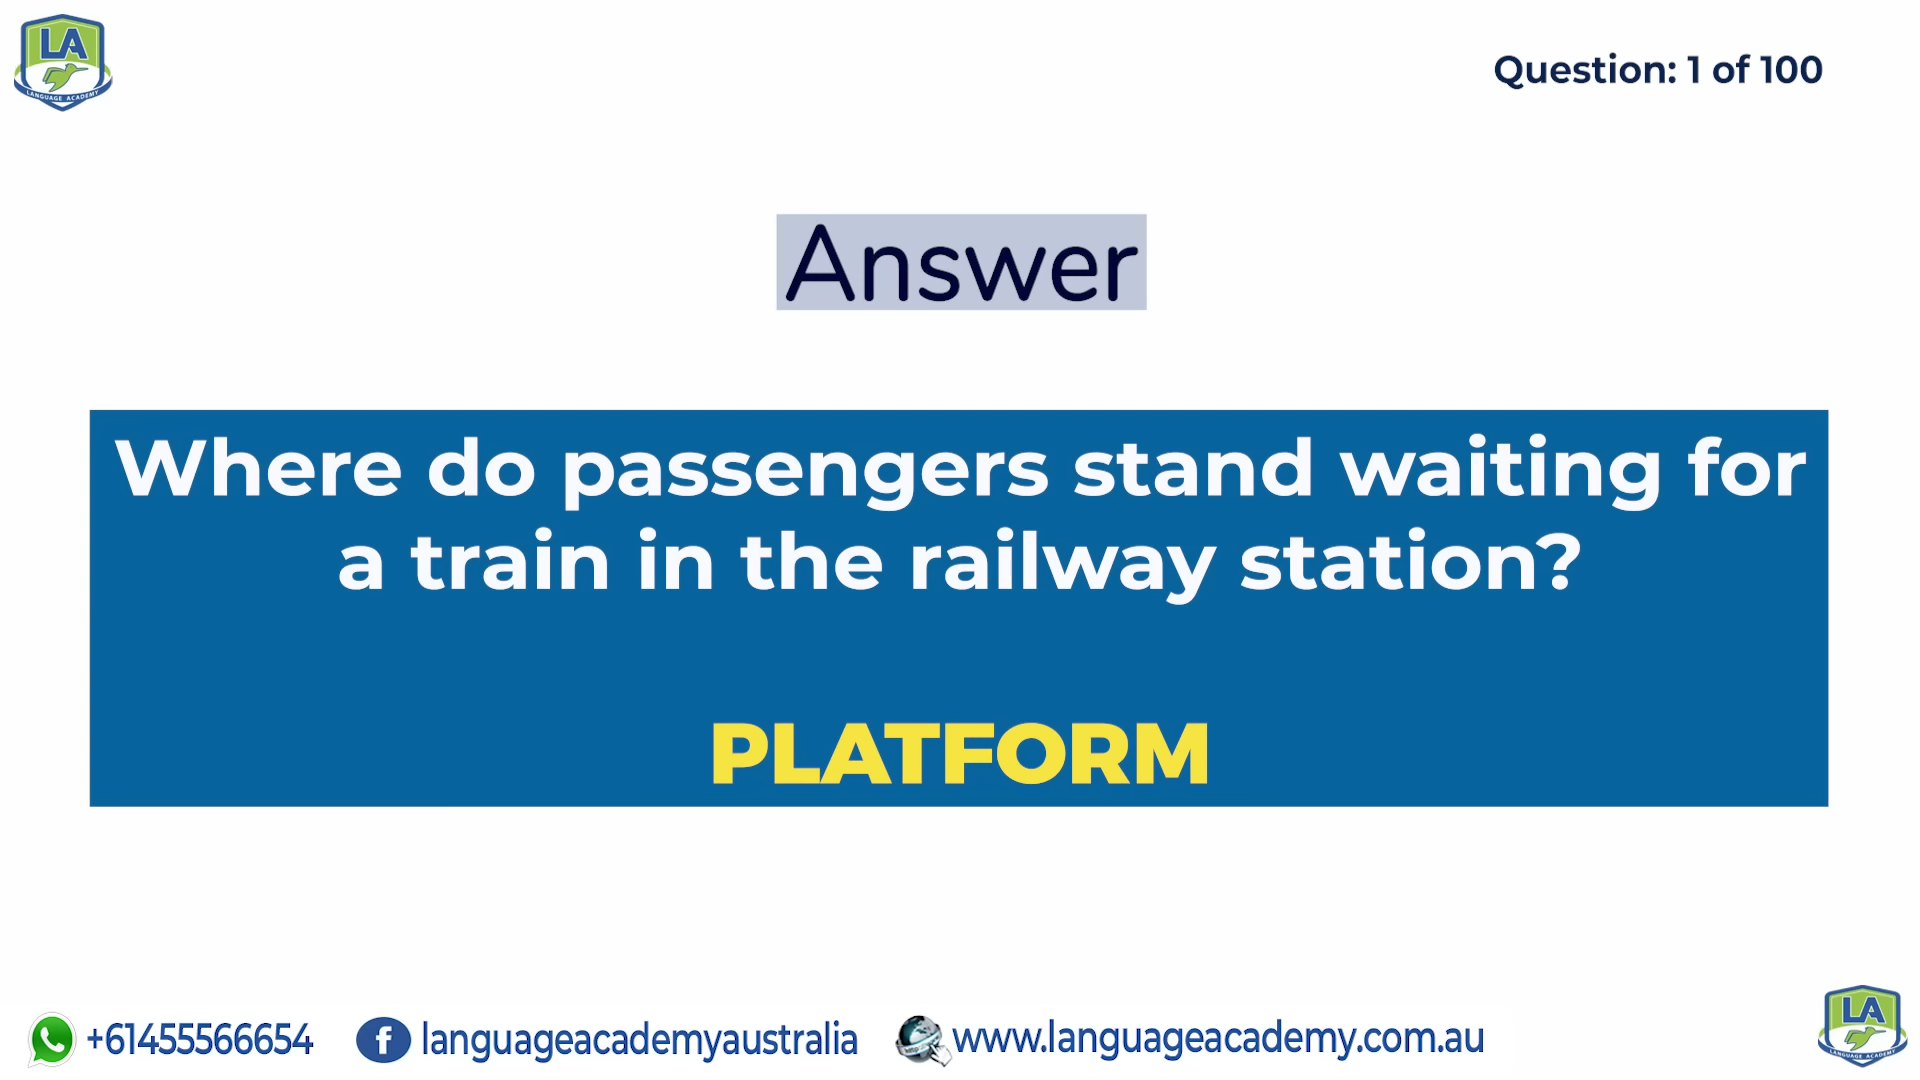 LA
LANGUAGE ACADEMY
Question: 1 of 100
Answer
Where do passengers stand waiting for
a train in the railway station?
PLATFORM
+61455566654
f
languageacademyaustralia
http://
www.languageacademy.com.au
LA
LANGUAGE ACADEMY